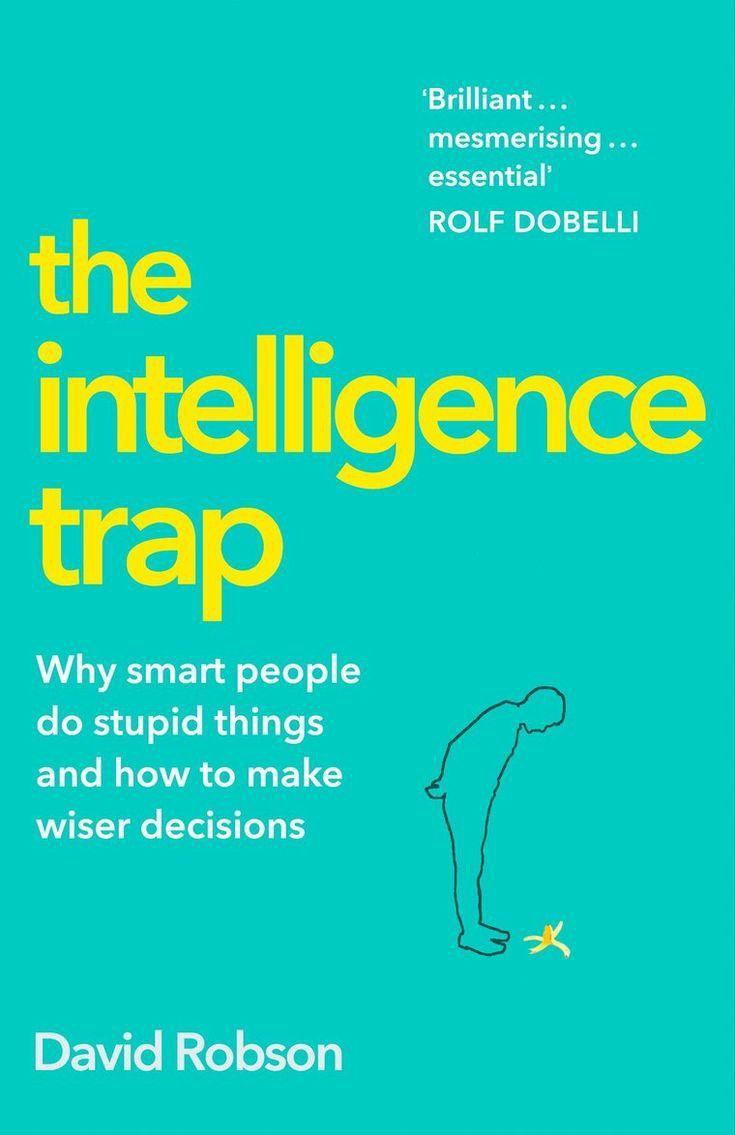 ‘Brilliant…
mesmerising…
essential’
ROLF DOBELLI
the
intelligence
trap
Why smart people
do stupid things
and how to make
wiser decisions
David Robson